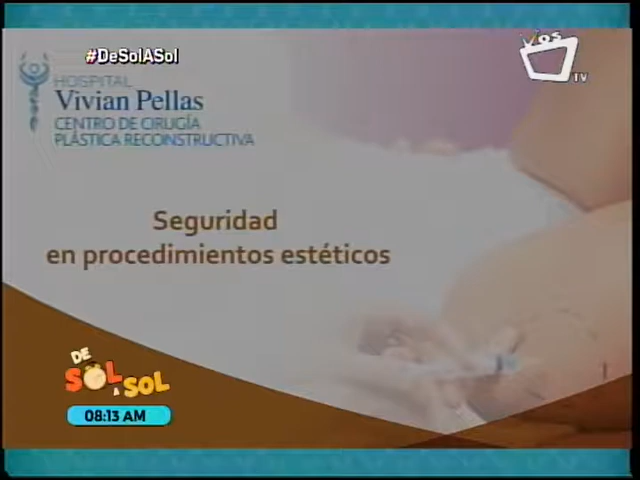 #DeSolASol
VOS TV
HOSPITAL
Vivian Pellas
CENTRO DE CIRUGÍA
PLÁSTICA RECONSTRUCTIVA
Seguridad
en procedimientos estéticos
DE
SOL
A SOL
08:13 AM